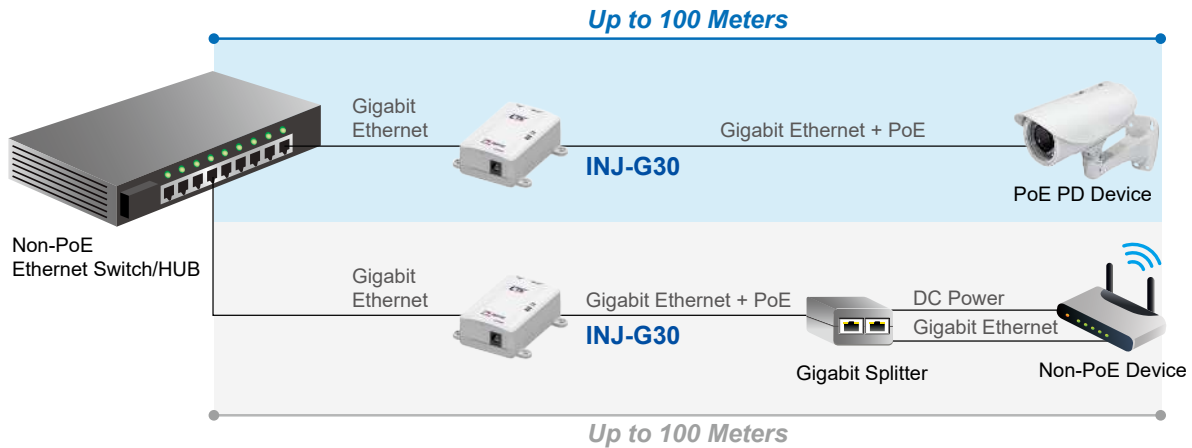 Up to 100 Meters
Gigabit
Ethernet
Gigabit Ethernet + PoE
INJ-G30
PoE PD Device
Non-PoE
Ethernet Switch/HUB
Gigabit
Ethernet
Gigabit Ethernet + PoE
INJ-G30
DC Power
Gigabit Ethernet
Gigabit Splitter
Non-PoE Device
Up to 100 Meters